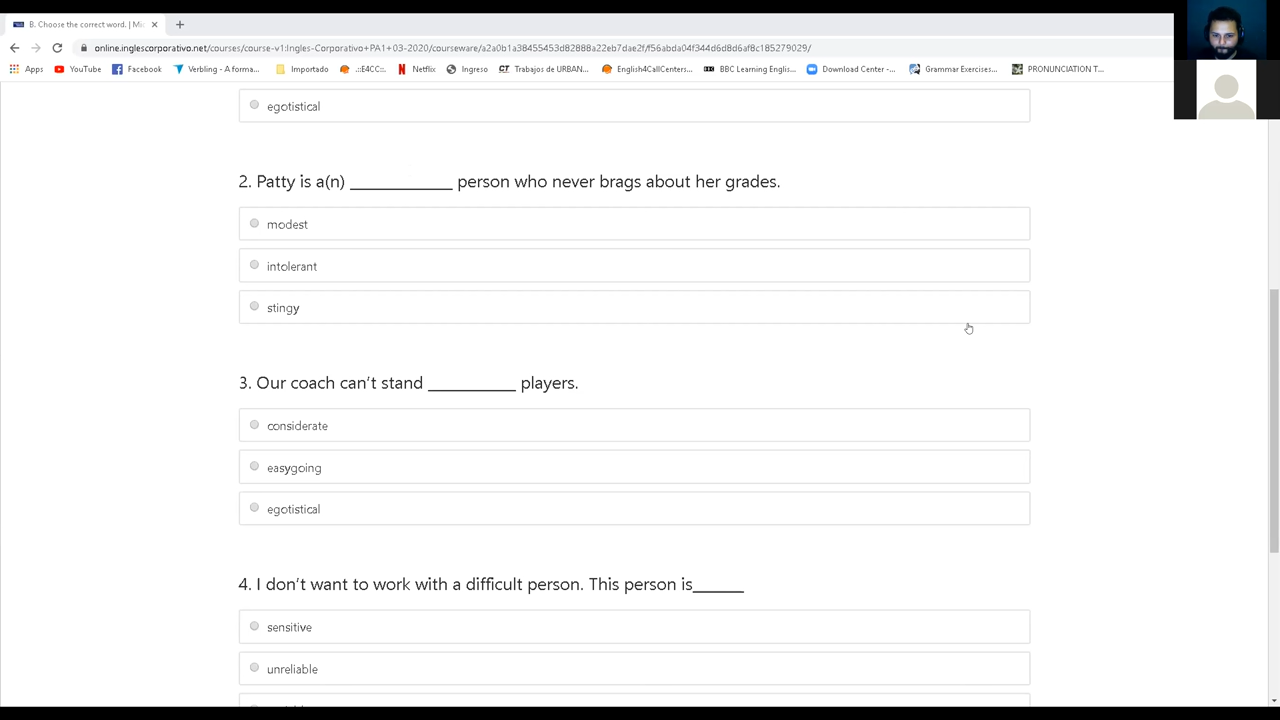 B. Choose the correct word. | Mic
online.inglescorporativo.net/courses/course-v1:Ingles-Corporativo+PA1+03-2020/courseware/a2a0b1a38455453d82888a22eb7dae2f/f56abda04f344d6d8d6af8c185279029/
Apps YouTube Facebook Verbling - A forma... Importado .::E4CC::. Netflix Ingreso Trabajos de URBAN... English4CallCenters... BBC Learning Englis... Download Center -... Grammar Exercises... PRONUNCIATION T...
egotistical
2. Patty is a(n) ____________ person who never brags about her grades.
modest
intolerant
stingy
3. Our coach can't stand __________ players.
considerate
easygoing
egotistical
4. I don't want to work with a difficult person. This person is______
sensitive
unreliable